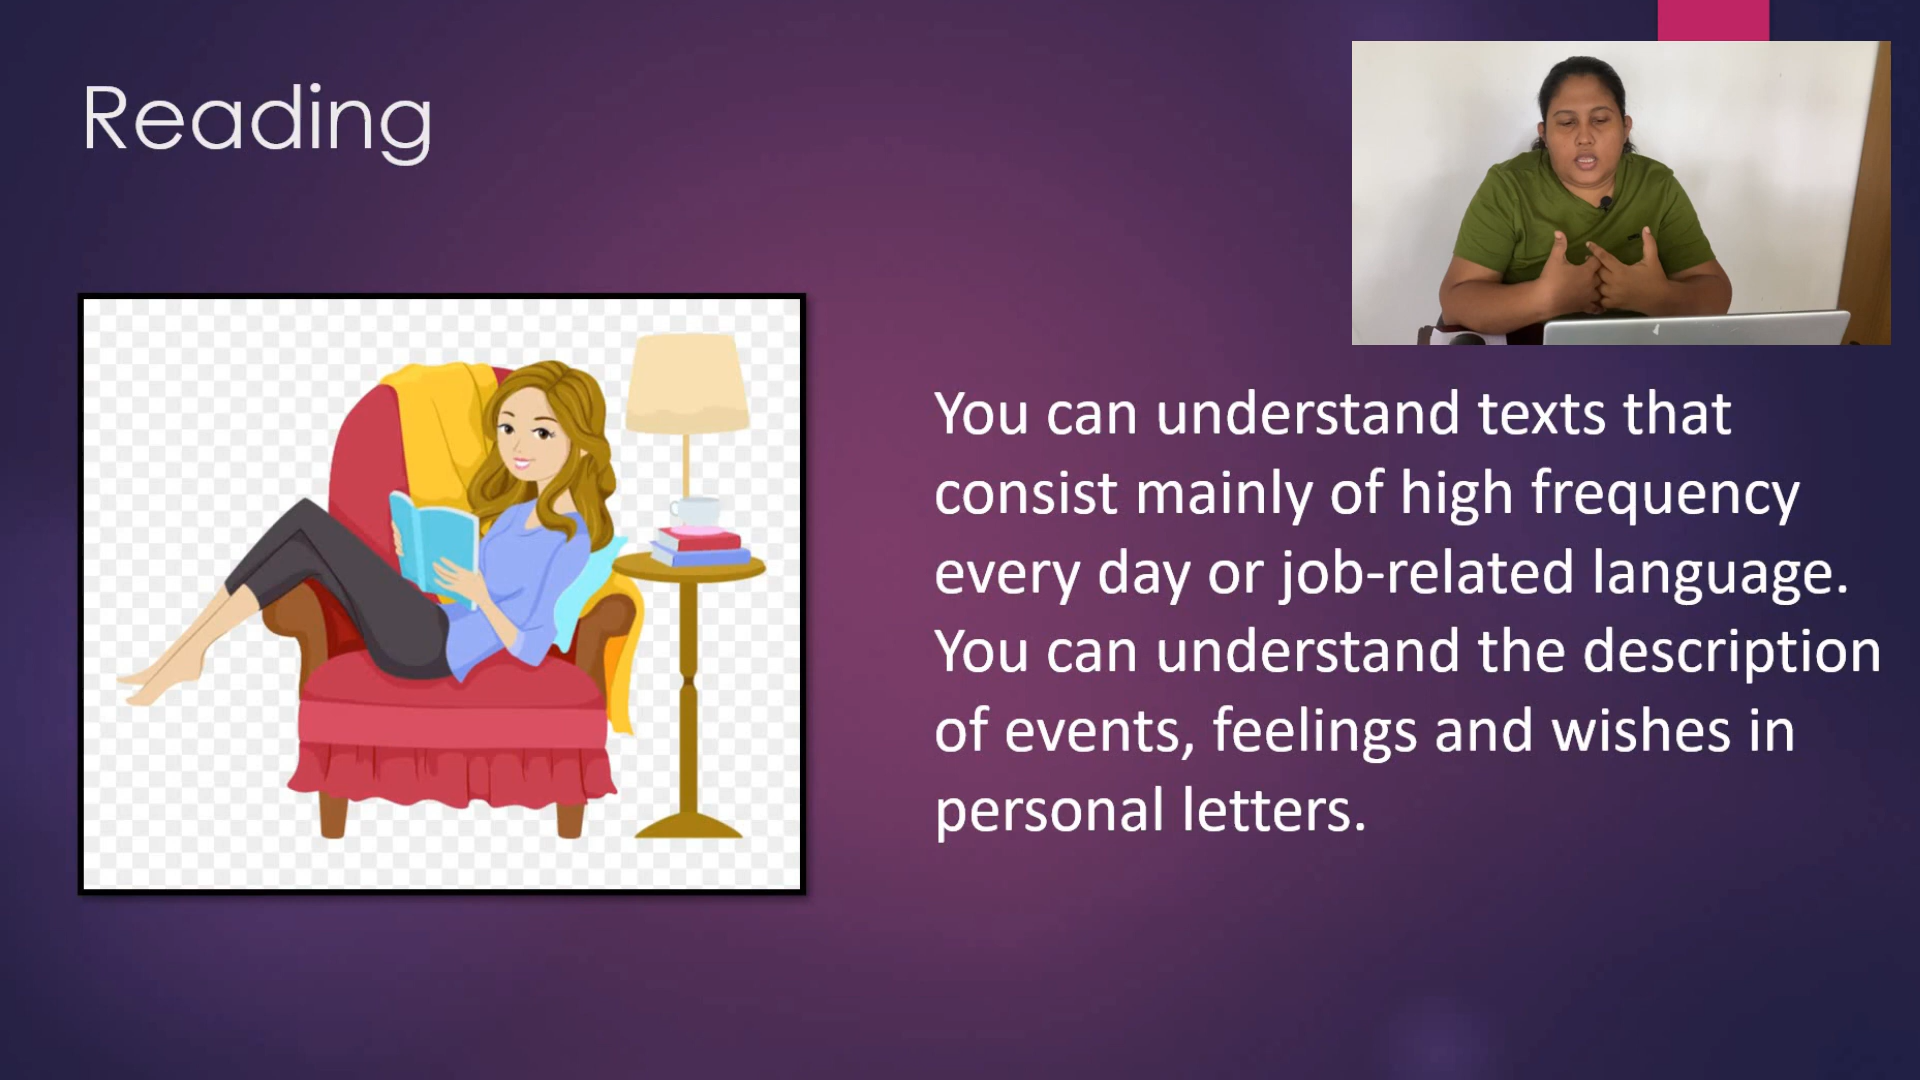 Reading
You can understand texts that
consist mainly of high frequency
every day or job-related language.
You can understand the description
of events, feelings and wishes in
personal letters.